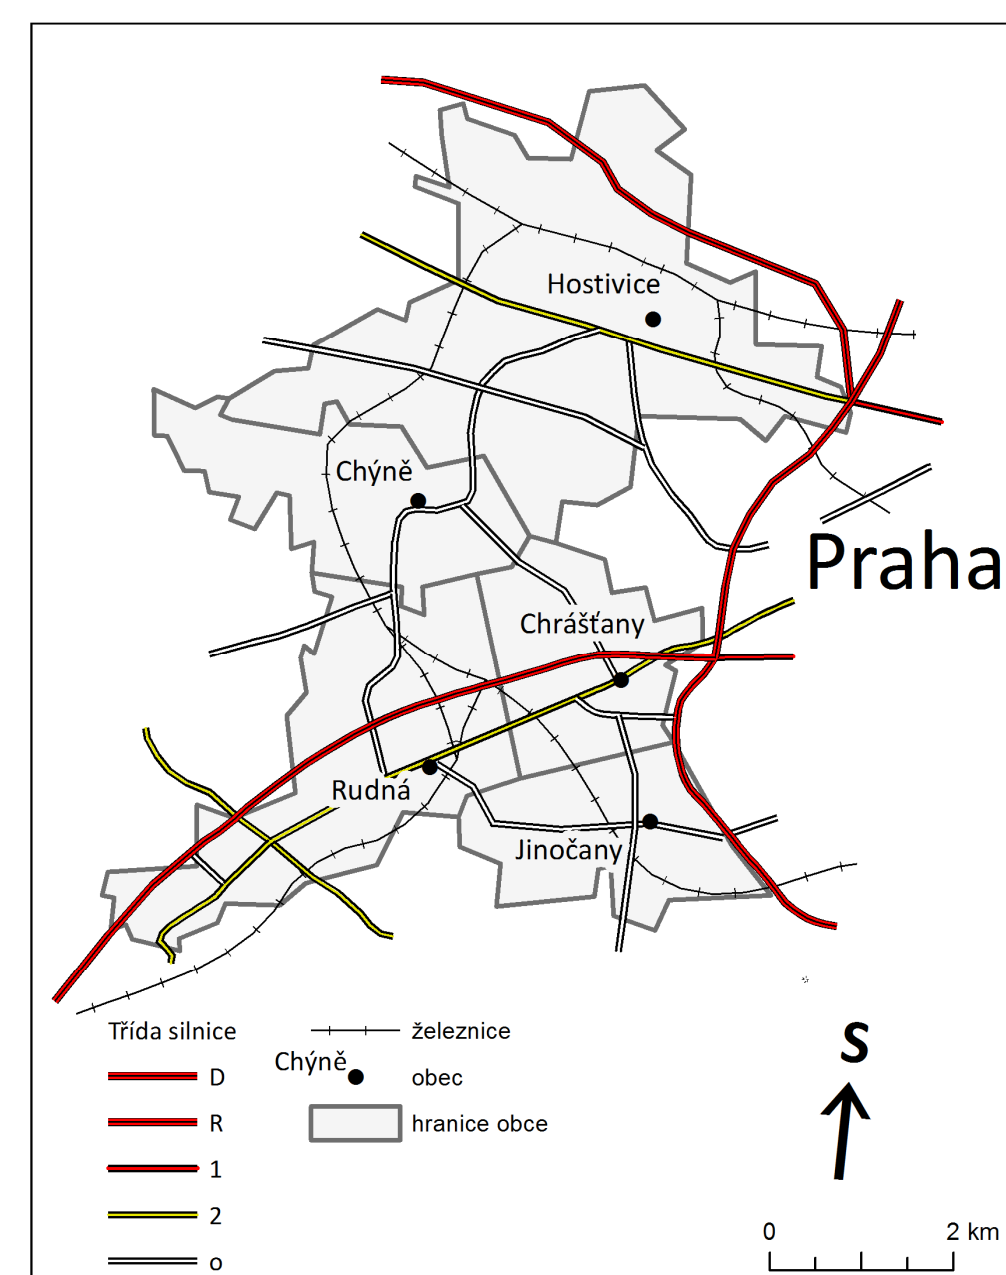 Hostivice
Chýně
Praha
Chrášťany
Rudná
Jinočany
Třída silnice
D
R
1
2
o
železnice
Chýně
obec
hranice obce
S
0 2 km